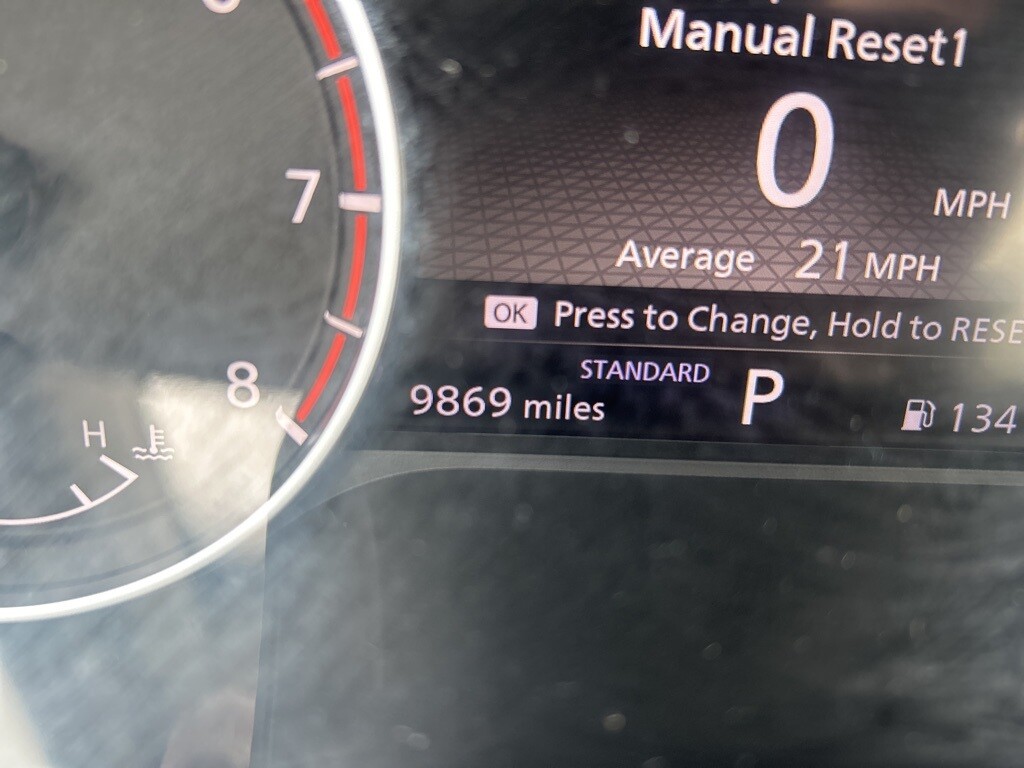 Manual Reset1
0
MPH
7
Average 21 MPH
OK Press to Change, Hold to RESE
STANDARD
8
9869 miles
P
134
H